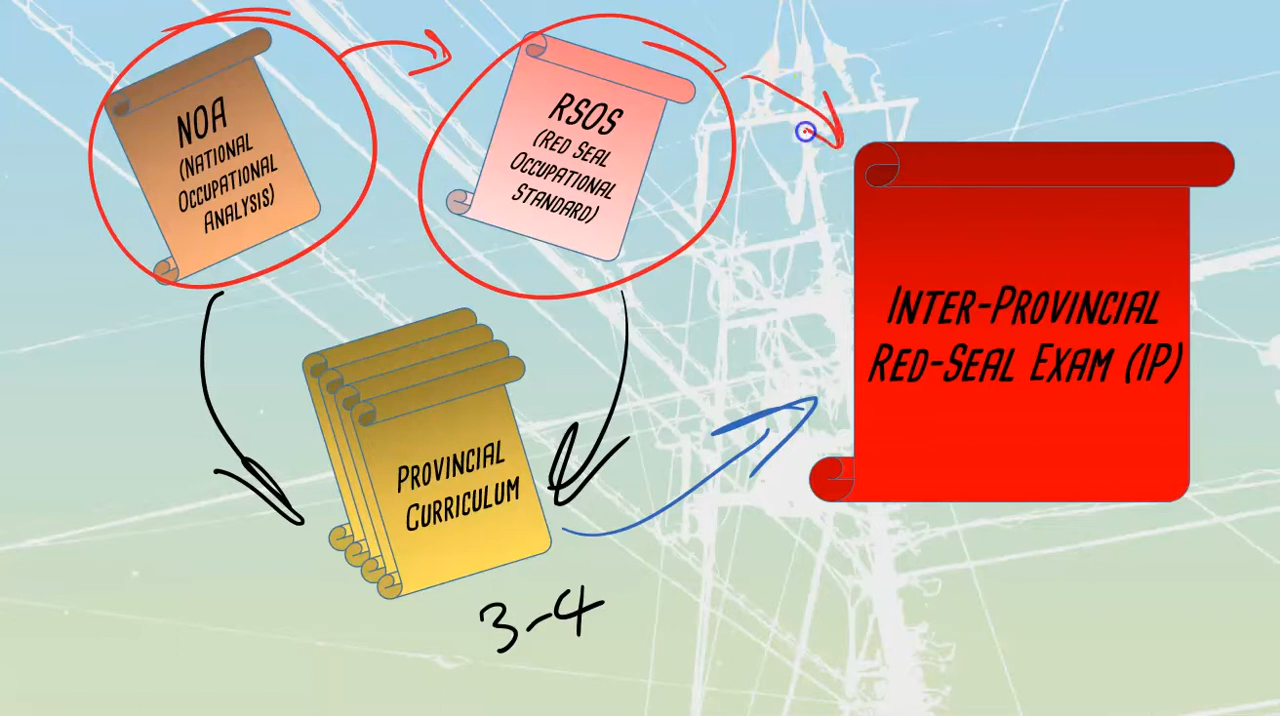 NOA
(National
Occupational
Analysis)
RSOS
(Red Seal
Occupational
Standard)
Inter-Provincial
Red-Seal Exam (IP)
Provincial
Curriculum
3-4